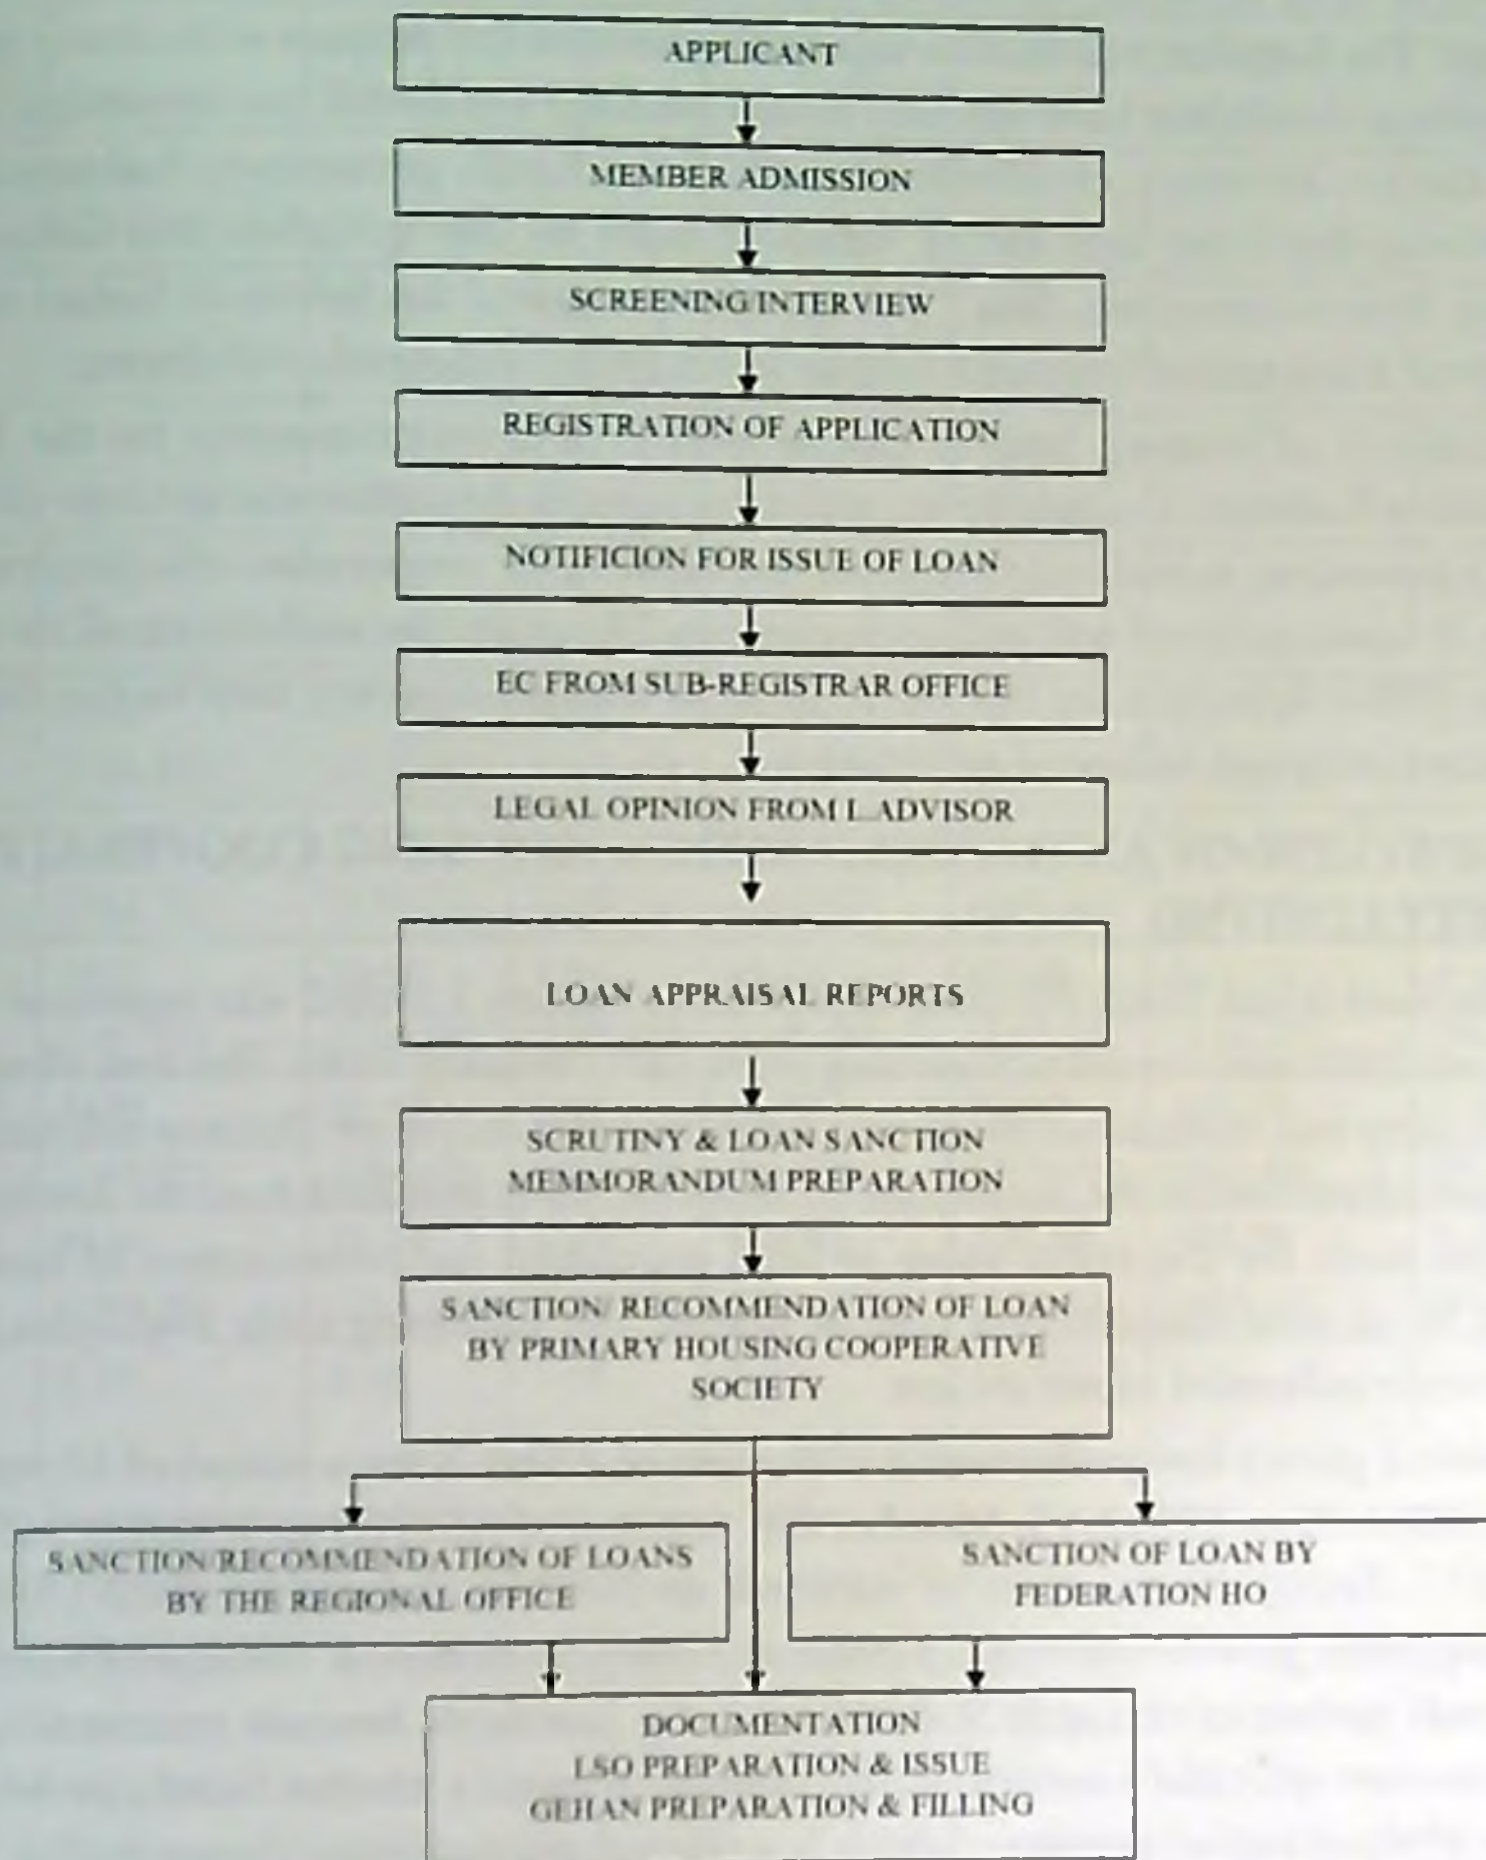 APPLICANT
MEMBER ADMISSION
SCREENING INTERVIEW
REGISTRATION OF APPLICATION
NOTIFICION FOR ISSUE OF LOAN
EC FROM SUB-REGISTRAR OFFICE
LEGAL OPINION FROM L.ADVISOR
LOAN APPRAISAL REPORTS
SCRUTINY & LOAN SANCTION
MEMMORANDUM PREPARATION
SANCTION/ RECOMMENDATION OF LOAN
BY PRIMARY HOUSING COOPERATIVE
SOCIETY
SANCTION/RECOMMENDATION OF LOANS
BY THE REGIONAL OFFICE
SANCTION OF LOAN BY
FEDERATION HO
DOCUMENTATION
LSO PREPARATION & ISSUE
GEHAN PREPARATION & FILLING